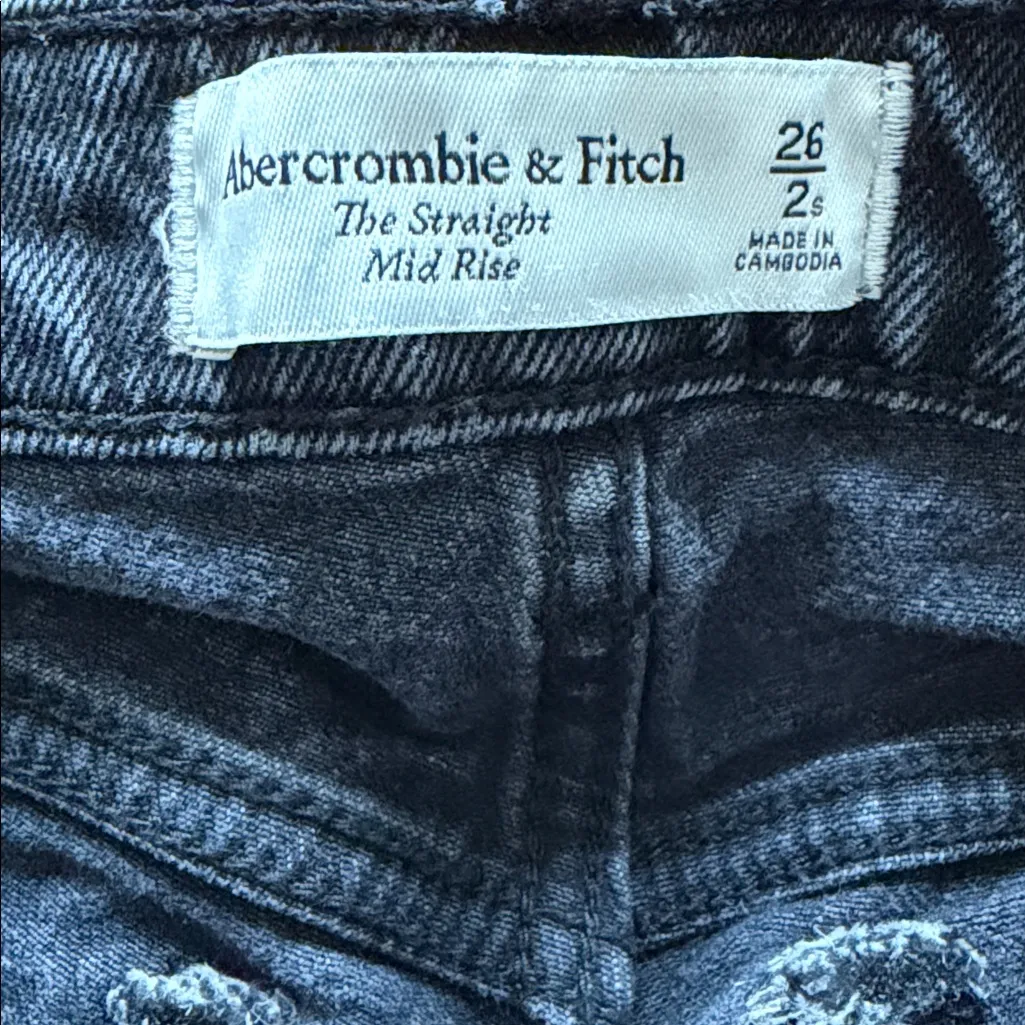 Abercrombie & Fitch
The Straight
Mid Rise
26
2s
MADE IN
CAMBODIA